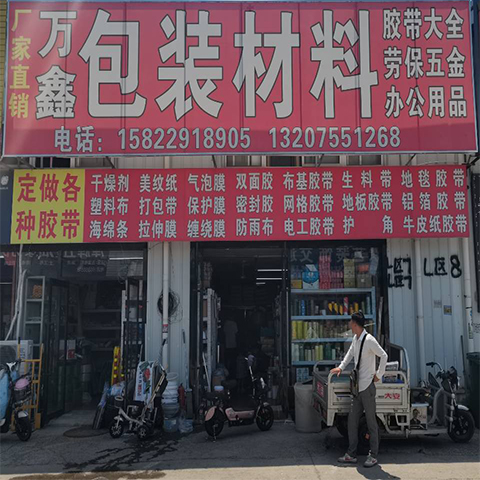 厂家直销
万鑫
包装材料
胶带大全
劳保五金
办公用品
电话：15822918905 13207551268
定做各
种胶带
干燥剂 美纹纸 气泡膜 双面胶 布基胶带 生料带 地毯胶带
塑料布 打包带 保护膜 密封胶 网格胶带 地板胶带 铝箔胶带
海绵条 拉伸膜 缠绕膜 防雨布 电工胶带 护角 牛皮纸胶带
L区8
大安